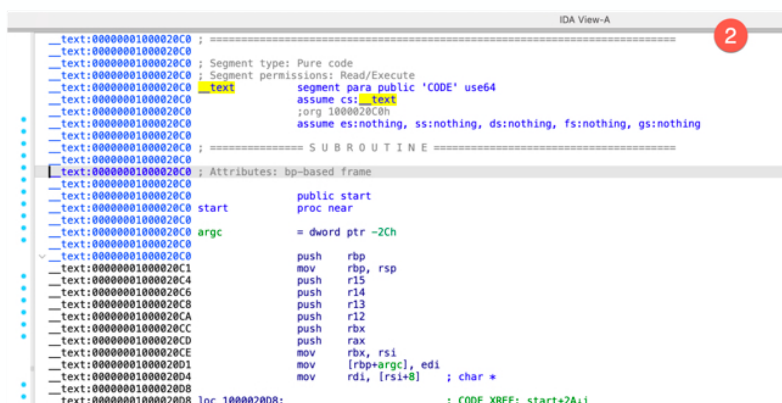 IDA View-A
2
__text:00000001000020C0 ; ===========================================================================
__text:00000001000020C0
__text:00000001000020C0 ; Segment type: Pure code
__text:00000001000020C0 ; Segment permissions: Read/Execute
__text:00000001000020C0 __text segment para public 'CODE' use64
__text:00000001000020C0 assume cs:__text
__text:00000001000020C0 ;org 1000020C0h
__text:00000001000020C0 assume es:nothing, ss:nothing, ds:nothing, fs:nothing, gs:nothing
__text:00000001000020C0
__text:00000001000020C0 ; =============== S U B R O U T I N E =======================================
__text:00000001000020C0
__text:00000001000020C0 ; Attributes: bp-based frame
__text:00000001000020C0
__text:00000001000020C0 public start
__text:00000001000020C0 start proc near
__text:00000001000020C0
__text:00000001000020C0 argc = dword ptr -2Ch
__text:00000001000020C0
__text:00000001000020C0 push rbp
__text:00000001000020C1 mov rbp, rsp
__text:00000001000020C4 push r15
__text:00000001000020C6 push r14
__text:00000001000020C8 push r13
__text:00000001000020CA push r12
__text:00000001000020CC push rbx
__text:00000001000020CD push rax
__text:00000001000020CE mov rbx, rsi
__text:00000001000020D1 mov [rbp+argc], edi
__text:00000001000020D4 mov rdi, [rsi+8] ; char *
__text:00000001000020D8
__text:00000001000020D8 loc_1000020D8: ; CODE XREF: start+2A↓j